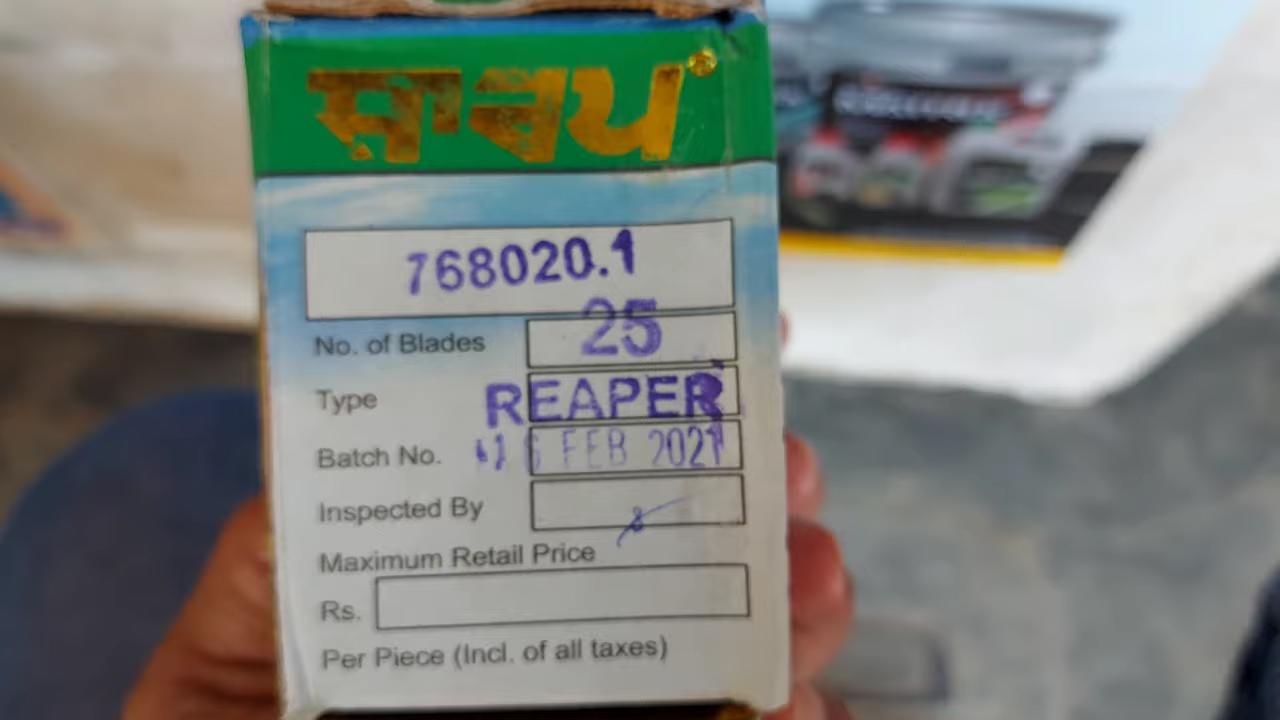 सावध
768020.1
No. of Blades 25
Type REAPER
Batch No. 16 FEB 2021
Inspected By
Maximum Retail Price
Rs.
Per Piece (Incl. of all taxes)